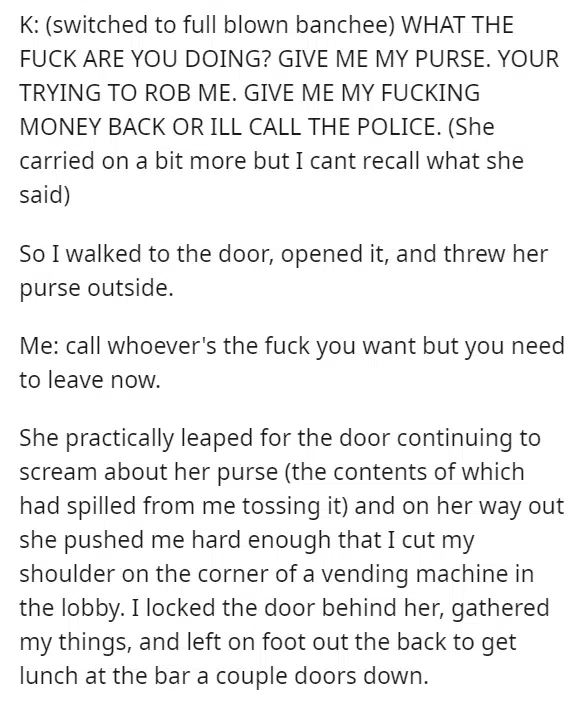 K: (switched to full blown banchee) WHAT THE
FUCK ARE YOU DOING? GIVE ME MY PURSE. YOUR
TRYING TO ROB ME. GIVE ME MY FUCKING
MONEY BACK OR ILL CALL THE POLICE. (She
carried on a bit more but I cant recall what she
said)
So I walked to the door, opened it, and threw her
purse outside.
Me: call whoever's the fuck you want but you need
to leave now.
She practically leaped for the door continuing to
scream about her purse (the contents of which
had spilled from me tossing it) and on her way out
she pushed me hard enough that I cut my
shoulder on the corner of a vending machine in
the lobby. I locked the door behind her, gathered
my things, and left on foot out the back to get
lunch at the bar a couple doors down.